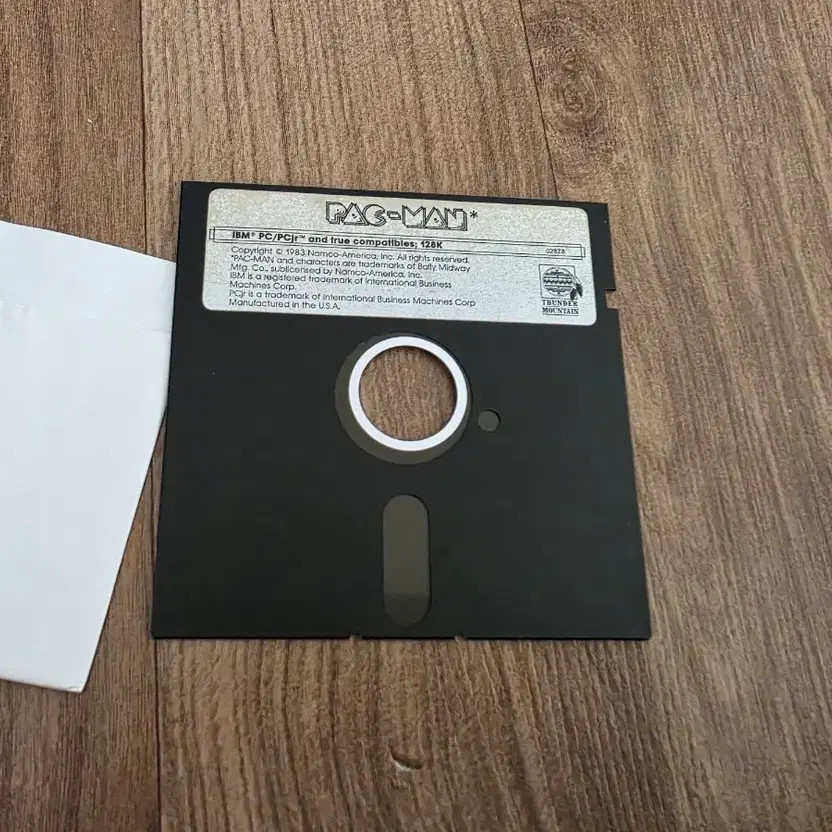 PAC-MAN*
IBM® PC/PCjr™ and true compatibles; 128K
02878
Copyright © 1983 Namco-America, Inc. All rights reserved.
*PAC-MAN and characters are trademarks of Bally Midway
Mfg. Co., sublicensed by Namco-America, Inc.
IBM is a registered trademark of International Business
Machines Corp.
PCjr is a trademark of International Business Machines Corp
Manufactured in the U.S.A.
THUNDER
MOUNTAIN